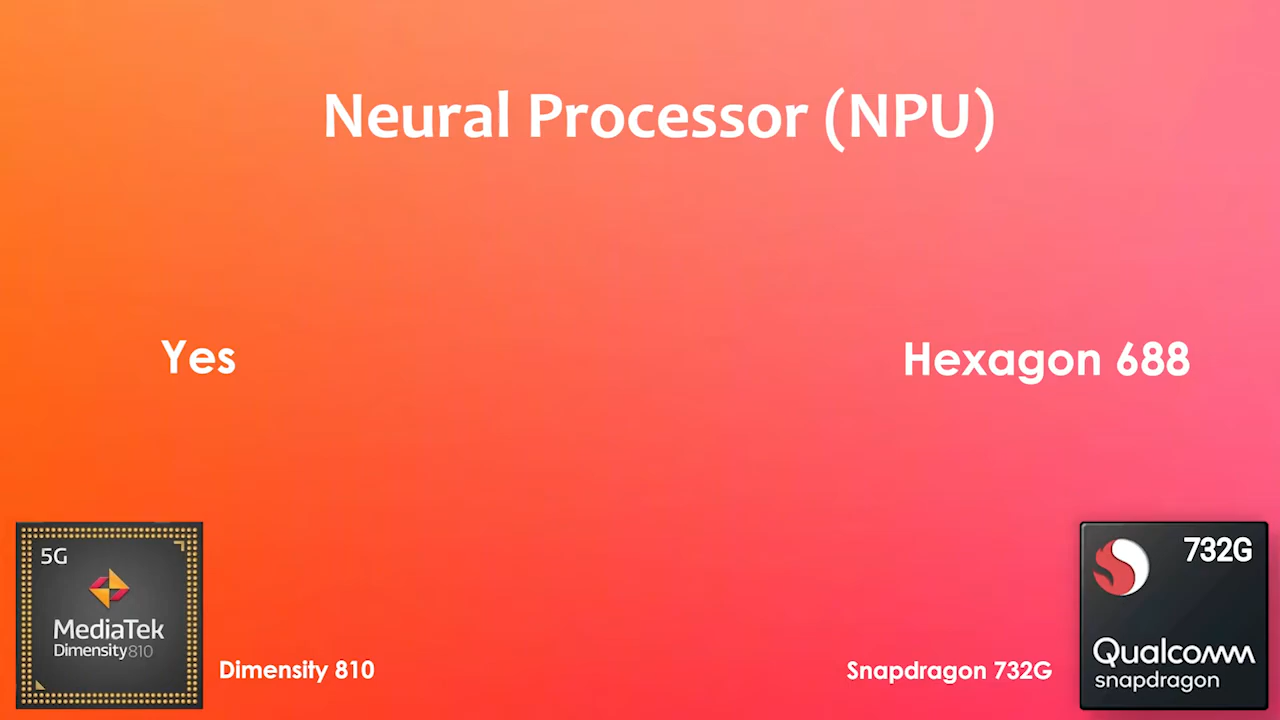 Neural Processor (NPU)
Yes
Hexagon 688
5G
MediaTek
Dimensity810
Dimensity 810
Snapdragon 732G
732G
Qualcomm
snapdragon